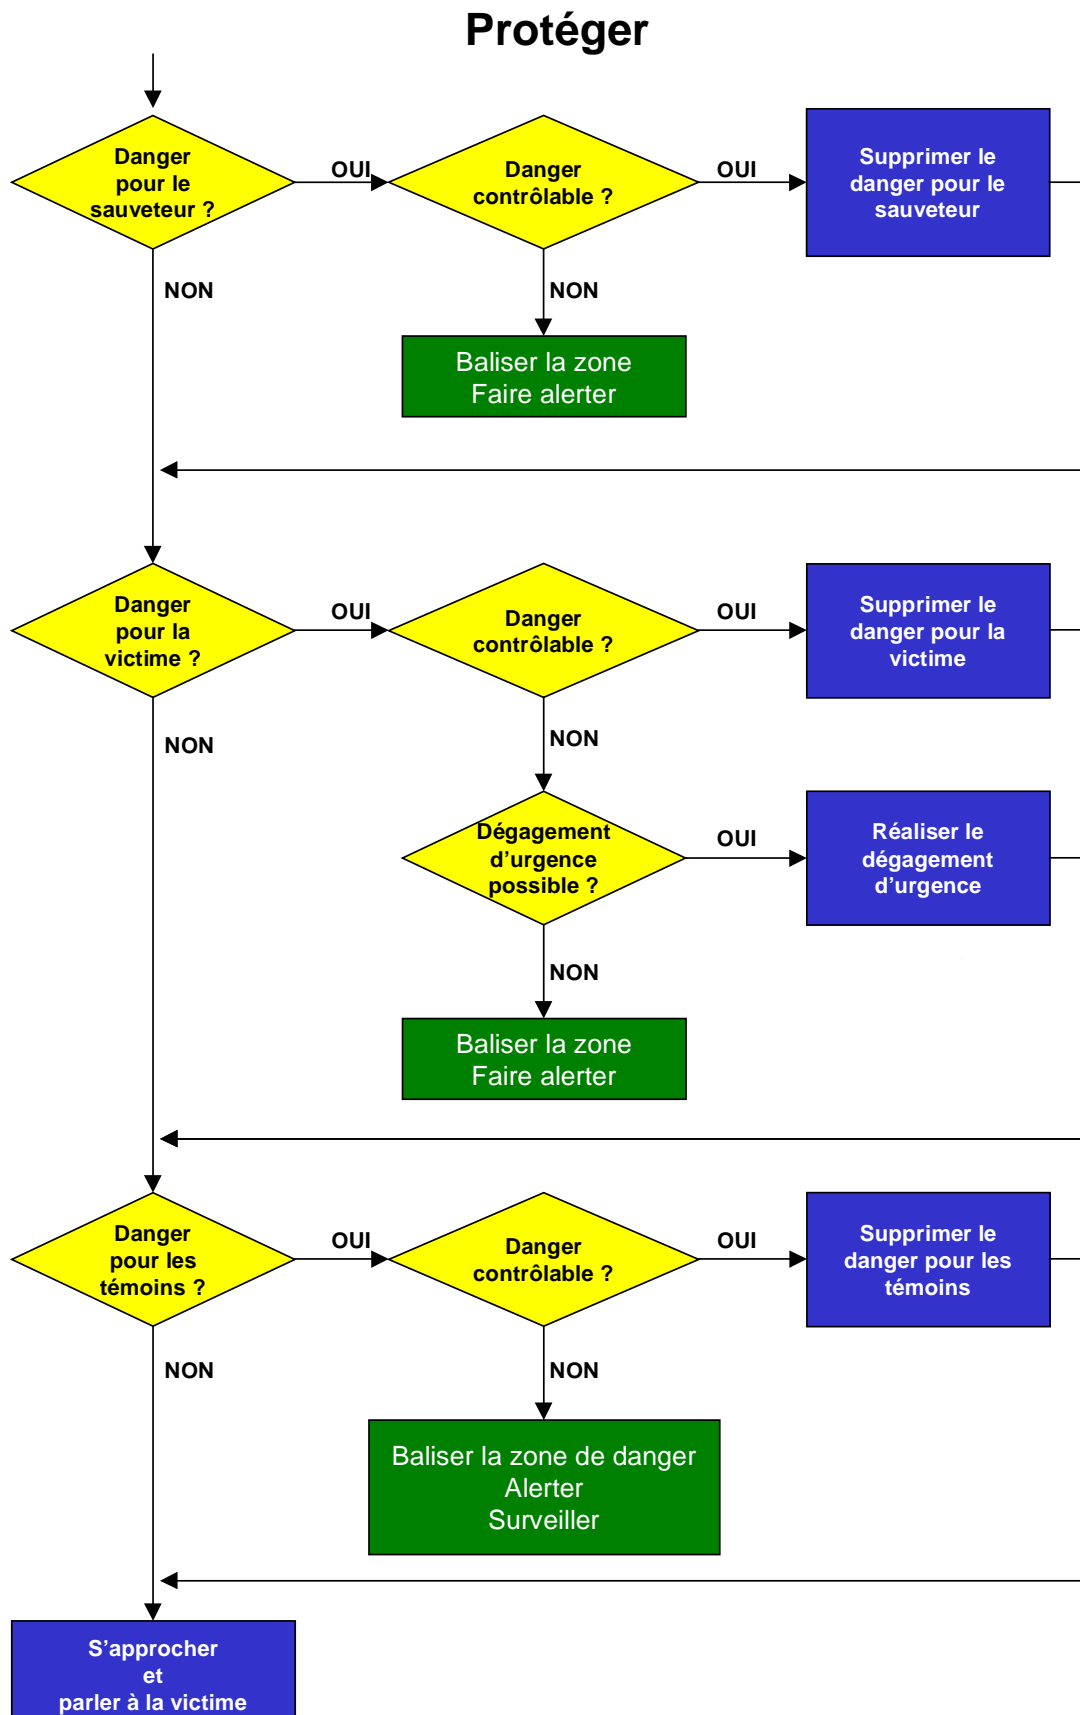 Protéger
Danger
pour le
sauveteur ?
OUI
Danger
contrôlable ?
OUI
Supprimer le
danger pour le
sauveteur
NON
NON
Baliser la zone
Faire alerter
Danger
pour la
victime ?
OUI
Danger
contrôlable ?
OUI
Supprimer le
danger pour la
victime
NON
NON
Dégagement
d'urgence
possible ?
OUI
Réaliser le
dégagement
d'urgence
NON
Baliser la zone
Faire alerter
Danger
pour les
témoins ?
OUI
Danger
contrôlable ?
OUI
Supprimer le
danger pour les
témoins
NON
NON
Baliser la zone de danger
Alerter
Surveiller
S'approcher
et
parler à la victime